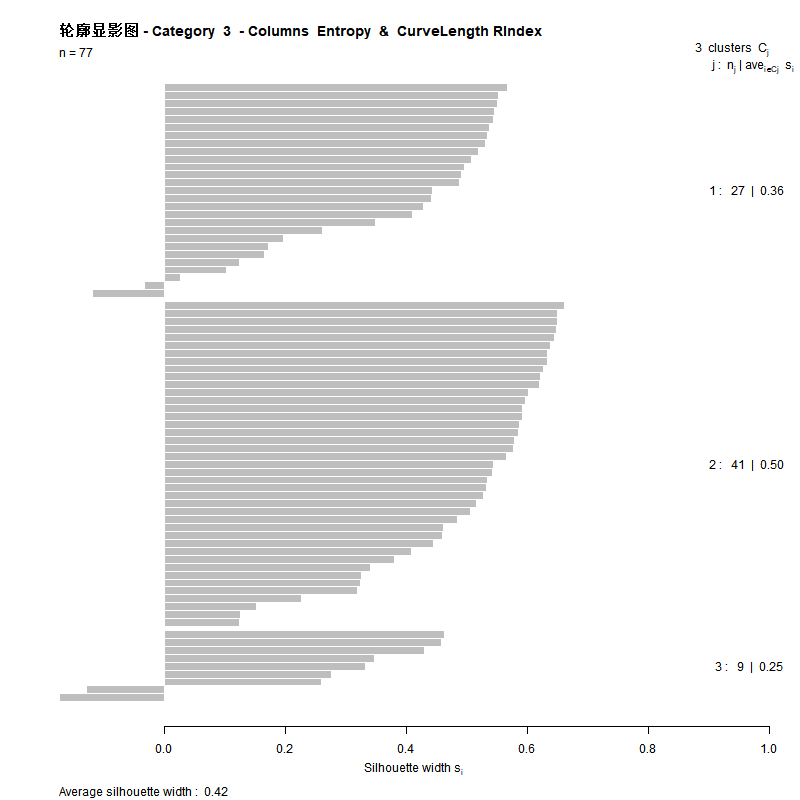 轮廓显影图 - Category 3 - Columns Entropy & CurveLength RIndex
n = 77
3 clusters Cj
j : nj | avei∈Cj si
1 : 27 | 0.36
2 : 41 | 0.50
3 : 9 | 0.25
0.0 0.2 0.4 0.6 0.8 1.0
Silhouette width si
Average silhouette width : 0.42